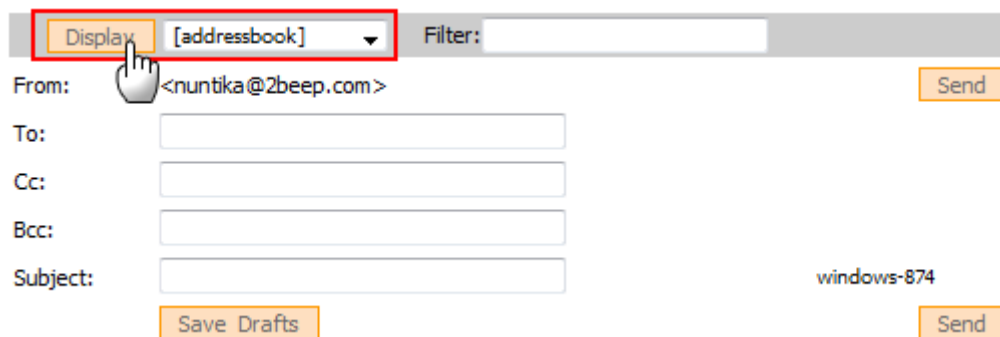 Display [addressbook] Filter:
From: <nuntika@2beep.com> Send
To:
Cc:
Bcc:
Subject: windows-874
Save Drafts Send